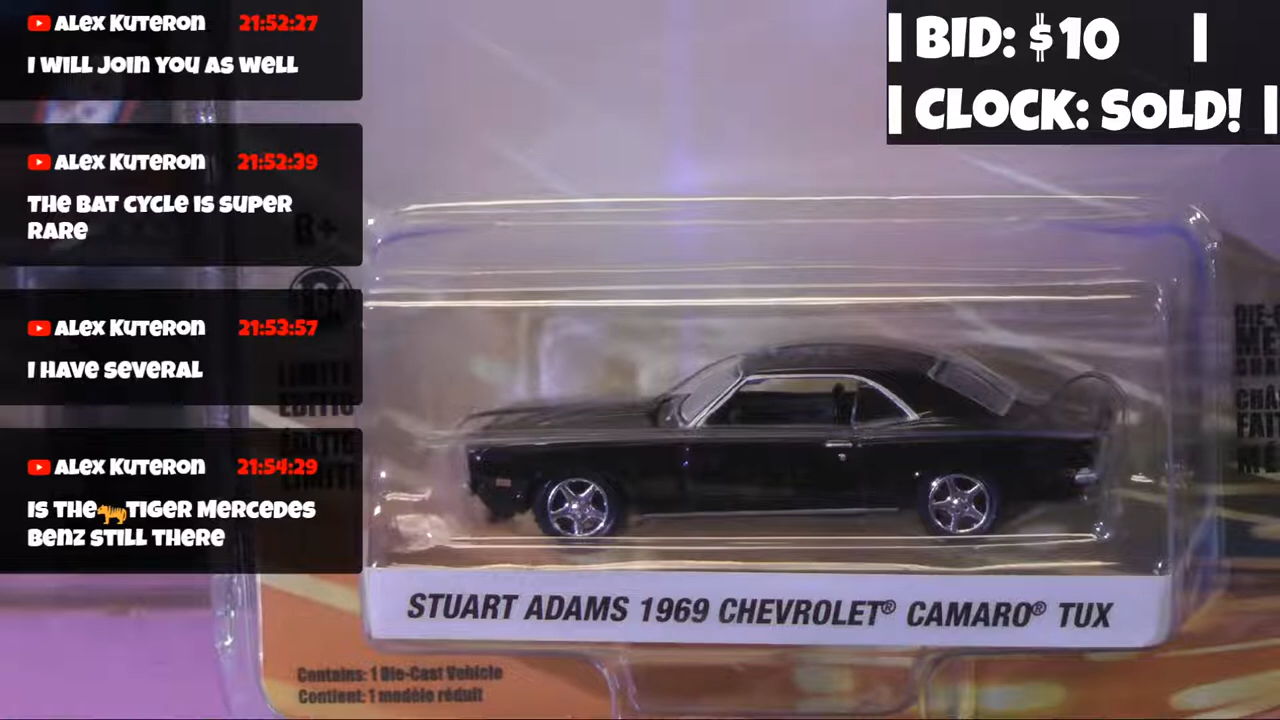 Alex Kuteron 21:52:27
I WILL JOIN YOU AS WELL
Alex Kuteron 21:52:39
THE BAT CYCLE IS SUPER
RARE
Alex Kuteron 21:53:57
I HAVE SEVERAL
Alex Kuteron 21:54:29
IS THE🐅TIGER MERCEDES
BENZ STILL THERE
| BID: $10 |
| CLOCK: SOLD! |
8+
STUART ADAMS 1969 CHEVROLET® CAMARO® TUX
Contains: 1 Die-Cast Vehicle
Contient: 1 modèle réduit